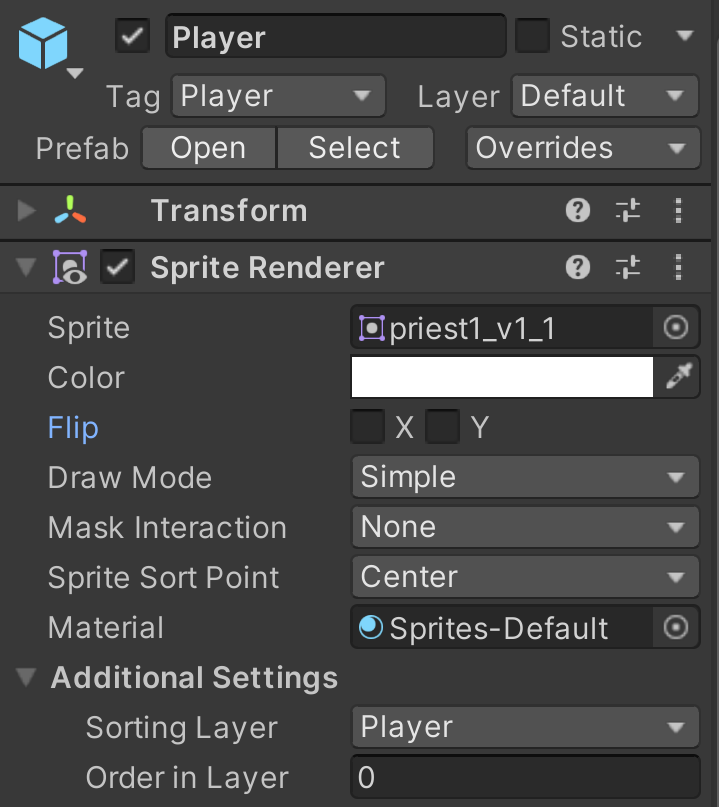 Player Static
Tag Player Layer Default
Prefab Open Select Overrides
Transform
Sprite Renderer
Sprite priest1_v1_1
Color
Flip X Y
Draw Mode Simple
Mask Interaction None
Sprite Sort Point Center
Material Sprites-Default
Additional Settings
Sorting Layer Player
Order in Layer 0